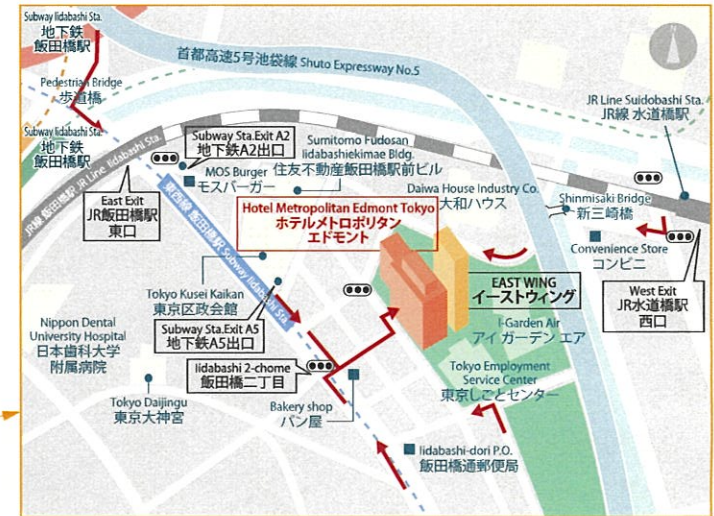 Subway Iidabashi Sta.
地下鉄
飯田橋駅
首都高速5号池袋線 Shuto Expressway No.5
Pedestrian Bridge
歩道橋
Subway Iidabashi Sta.
地下鉄
飯田橋駅
JR線 飯田橋駅 JR Line Iidabashi Sta.
East Exit
JR飯田橋駅
東口
Subway Sta.Exit A2
地下鉄A2出口
MOS Burger
モスバーガー
Sumitomo Fudosan
Iidabashiekimae Bldg.
住友不動産飯田橋駅前ビル
JR Line Suidobashi Sta.
JR線 水道橋駅
Daiwa House Industry Co.
大和ハウス
Shinmisaki Bridge
新三崎橋
Convenience Store
コンビニ
West Exit
JR水道橋駅
西口
Hotel Metropolitan Edmont Tokyo
ホテルメトロポリタン
エドモント
EAST WING
イーストウィング
東西線 飯田橋駅 Subway Iidabashi Sta.
Tokyo Kusei Kaikan
東京区政会館
Subway Sta.Exit A5
地下鉄A5出口
I-Garden Air
アイ ガーデン エア
Nippon Dental
University Hospital
日本歯科大学
附属病院
Iidabashi 2-chome
飯田橋二丁目
Tokyo Employment
Service Center
東京しごとセンター
Tokyo Daijingu
東京大神宮
Bakery shop
パン屋
Iidabashi-dori P.O.
飯田橋通郵便局